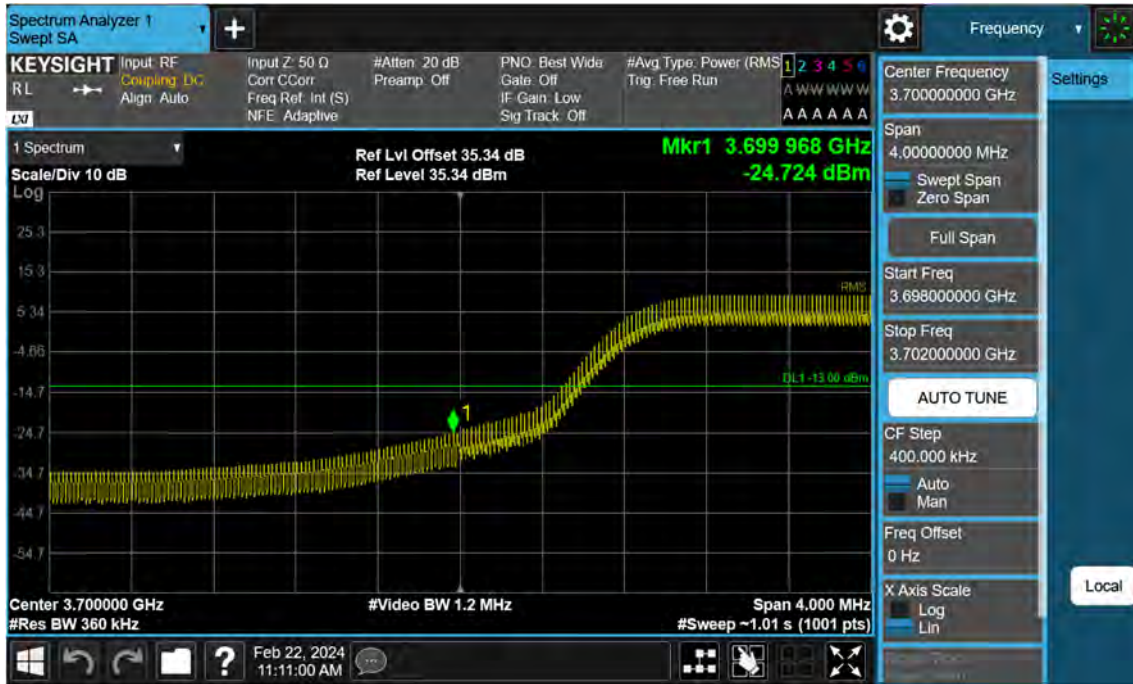 Spectrum Analyzer 1
Swept SA
+
Frequency
KEYSIGHT
RL
LXI
Input: RF
Coupling: DC
Align: Auto
Input Z: 50 Ω
Corr CCorr
Freq Ref: Int (S)
NFE: Adaptive
#Atten: 20 dB
Preamp: Off
PNO: Best Wide
Gate: Off
IF Gain: Low
Sig Track: Off
#Avg Type: Power (RMS
Trig: Free Run
1 2 3 4 5 6
A W W W W W
A A A A A A
1 Spectrum
Scale/Div 10 dB
Ref Lvl Offset 35.34 dB
Ref Level 35.34 dBm
Mkr1 3.699 968 GHz
-24.724 dBm
Log
25.3
15.3
5.34
-4.66
-14.7
-24.7
-34.7
-44.7
-54.7
RMS
DL1 -13.00 dBm
1
Center 3.700000 GHz
#Res BW 360 kHz
#Video BW 1.2 MHz
Span 4.000 MHz
#Sweep ~1.01 s (1001 pts)
Center Frequency
3.700000000 GHz
Settings
Span
4.00000000 MHz
Swept Span
Zero Span
Full Span
Start Freq
3.698000000 GHz
Stop Freq
3.702000000 GHz
AUTO TUNE
CF Step
400.000 kHz
Auto
Man
Freq Offset
0 Hz
X Axis Scale
Log
Lin
Local
?
Feb 22, 2024
11:11:00 AM